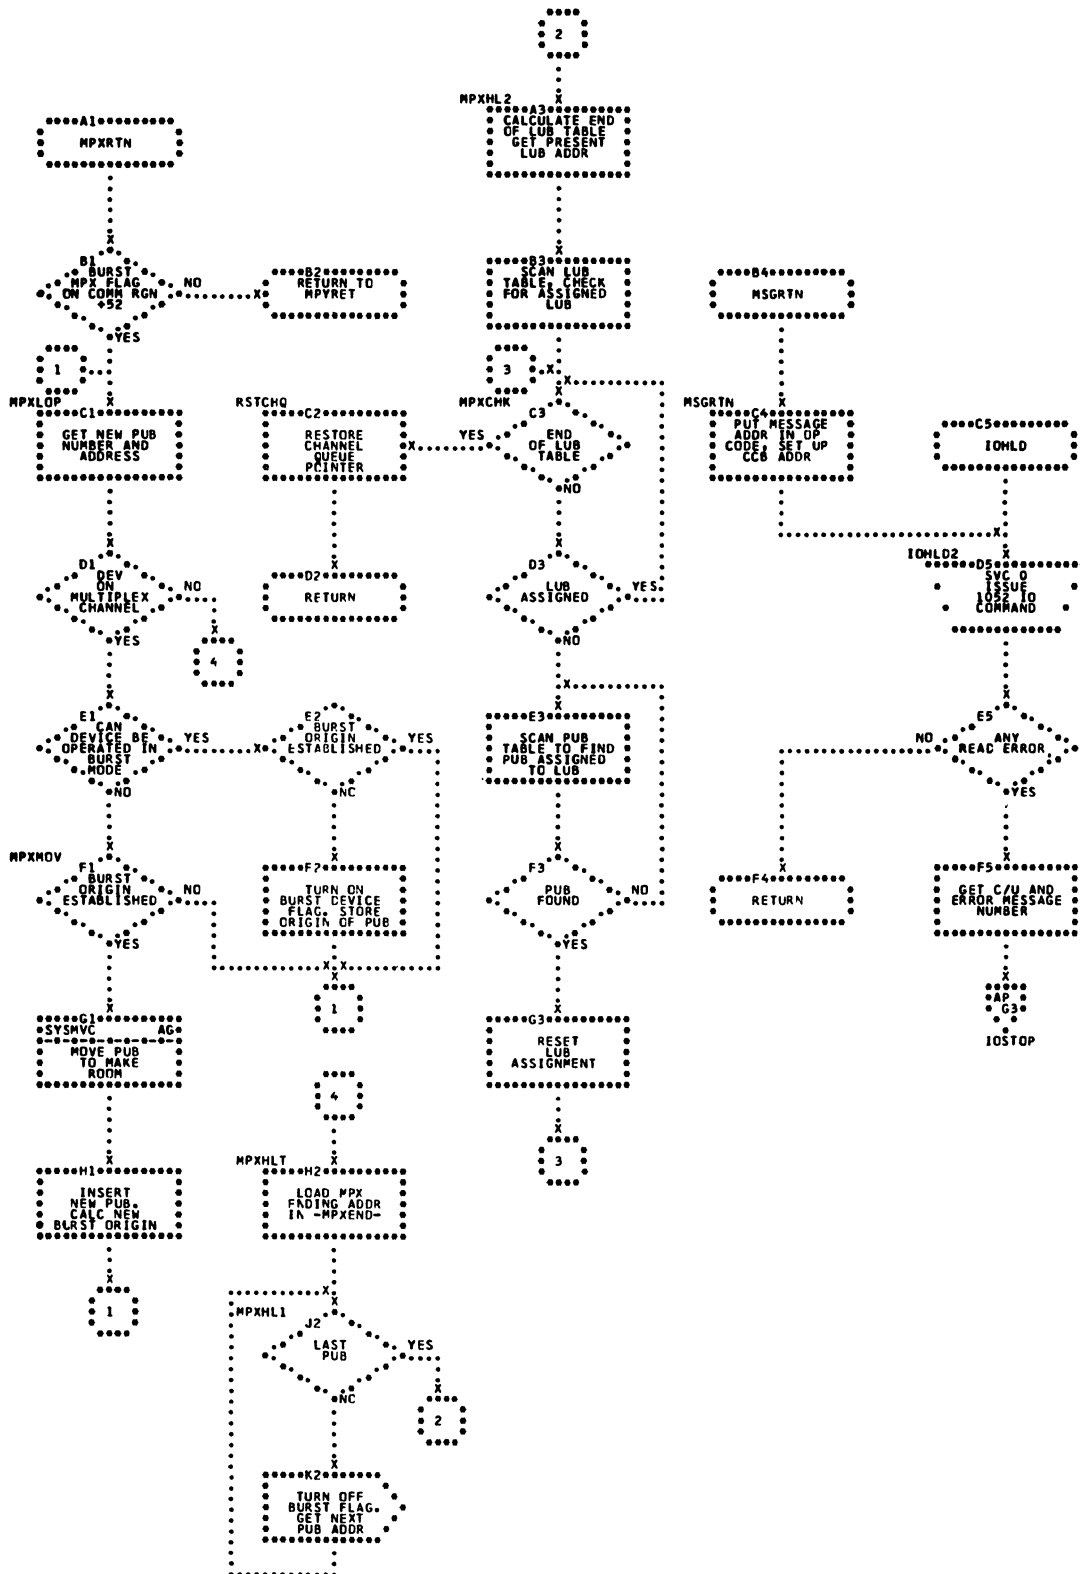 A1
MPXRTN
B1
BURST
MPX FLAG
ON COMM RGN
+52
NO
YES
B2
RETURN TO
MPYRET
1
MPXLOP
C1
GET NEW PUB
NUMBER AND
ADDRESS
RSTCHQ
C2
RESTORE
CHANNEL
QUEUE
PCINTER
D1
DEV
ON
MULTIPLEX
CHANNEL
NO
YES
4
D2
RETURN
E1
CAN
DEVICE BE
OPERATED IN
BURST
MODE
YES
NO
E2
BURST
ORIGIN
ESTABLISHED
YES
NC
MPXMOV
F1
BURST
ORIGIN
ESTABLISHED
NO
YES
F2
TURN ON
BURST DEVICE
FLAG. STORE
ORIGIN OF PUB
1
G1
SYSMVC AG
MOVE PUB
TO MAKE
ROOM
H1
INSERT
NEW PUB.
CALC NEW
BURST ORIGIN
1
4
MPXHLT
H2
LOAD MPX
ENDING ADDR
IN -MPXEND-
MPXHL1
J2
LAST
PUB
YES
NC
2
K2
TURN OFF
BURST FLAG.
GET NEXT
PUB ADDR
2
MPXHL2
A3
CALCULATE END
OF LUB TABLE
GET PRESENT
LUB ADDR
B3
SCAN LUB
TABLE, CHECK
FOR ASSIGNED
LUB
3
MPXCHK
C3
END
OF LUB
TABLE
YES
NO
D3
LUB
ASSIGNED
YES
NO
E3
SCAN PUB
TABLE TO FIND
PUB ASSIGNED
TO LUB
F3
PUB
FOUND
NO
YES
G3
RESET
LUB
ASSIGNMENT
3
B4
MSGRTN
MSGRTN
C4
PUT MESSAGE
ADDR IN OP
CODE, SET UP
CCB ADDR
C5
IOHLD
IOHLD2
D5
SVC 0
ISSUE
1052 IO
COMMAND
E5
ANY
READ ERROR
NO
YES
F4
RETURN
F5
GET C/U AND
ERROR MESSAGE
NUMBER
AP
G3
IOSTOP